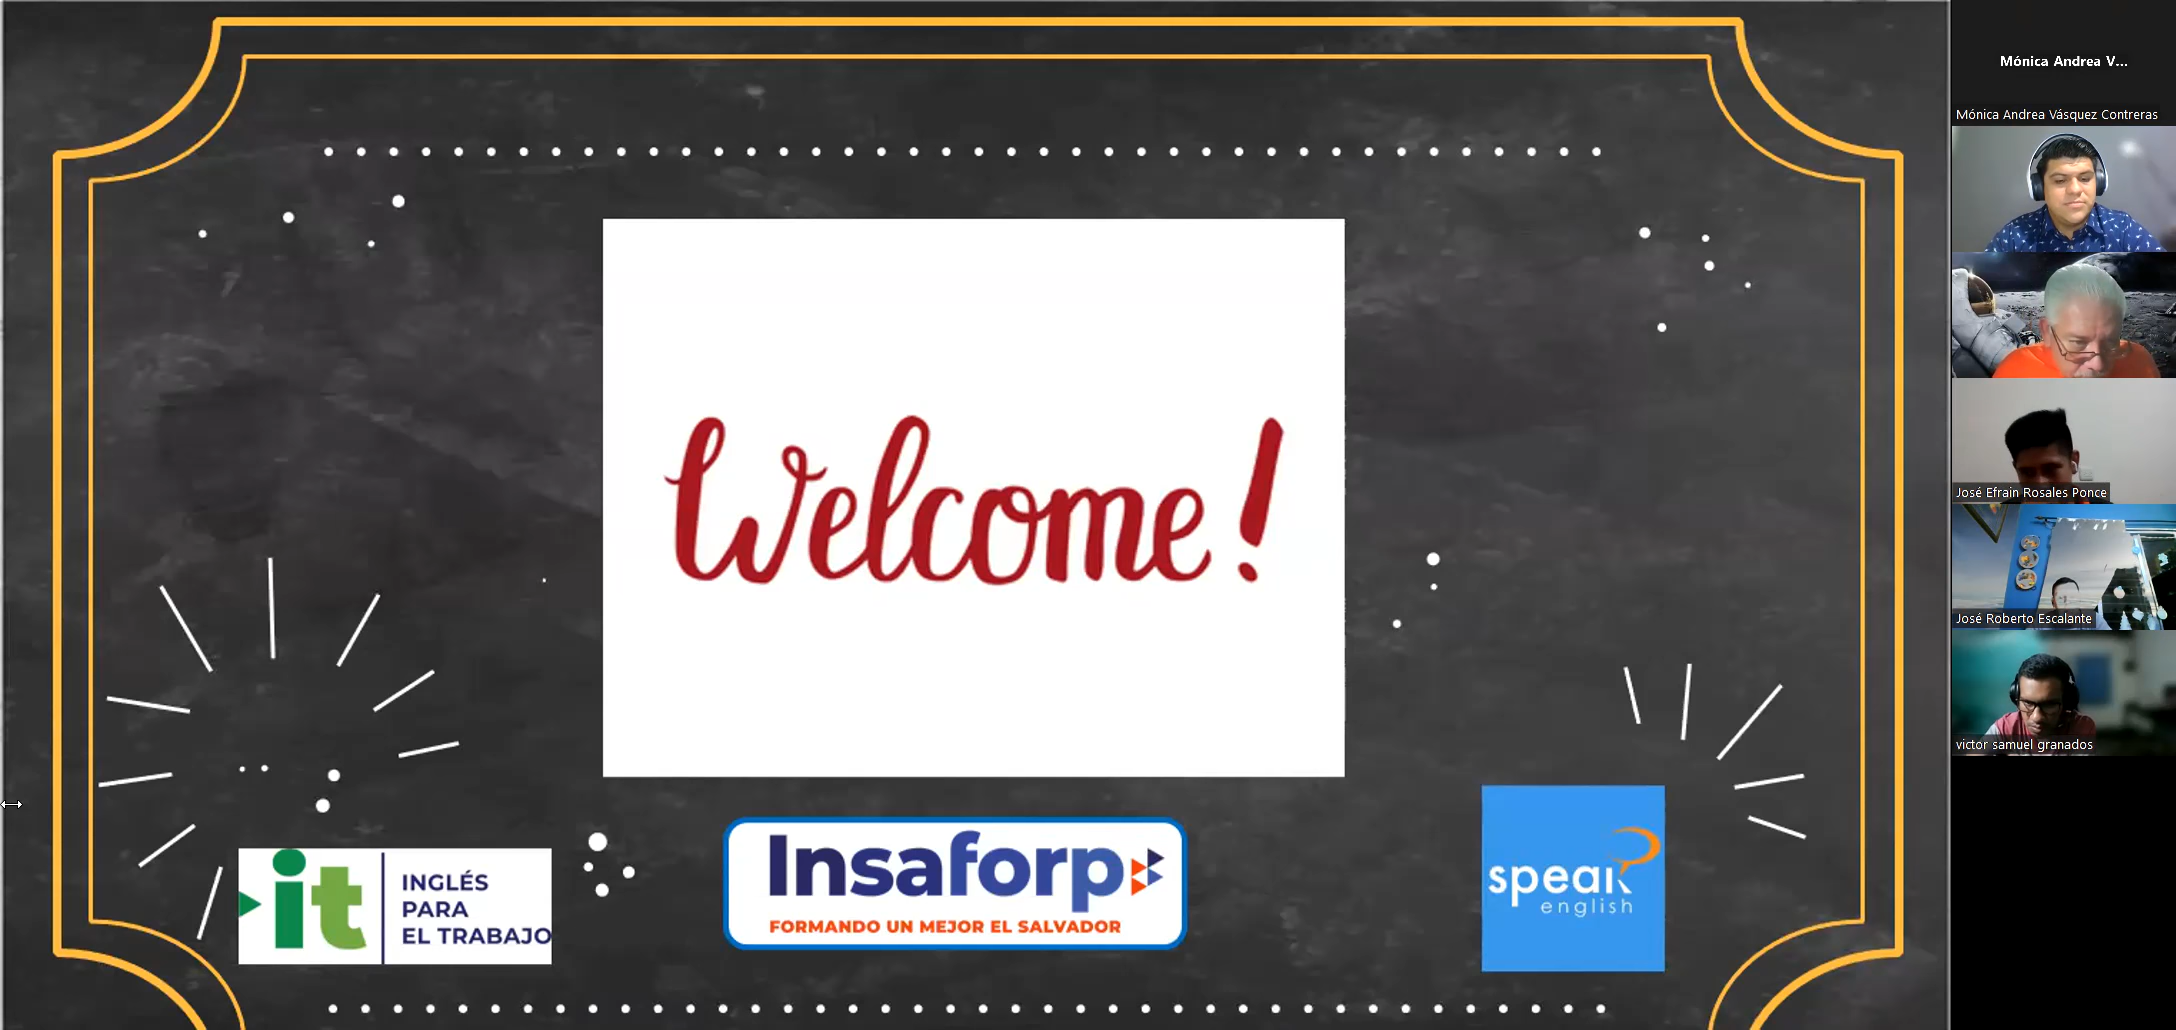 Welcome!
it
INGLÉS
PARA
EL TRABAJO
Insaforp
FORMANDO UN MEJOR EL SALVADOR
speak
english
Mónica Andrea V...
Mónica Andrea Vásquez Contreras
José Efrain Rosales Ponce
José Roberto Escalante
victor samuel granados